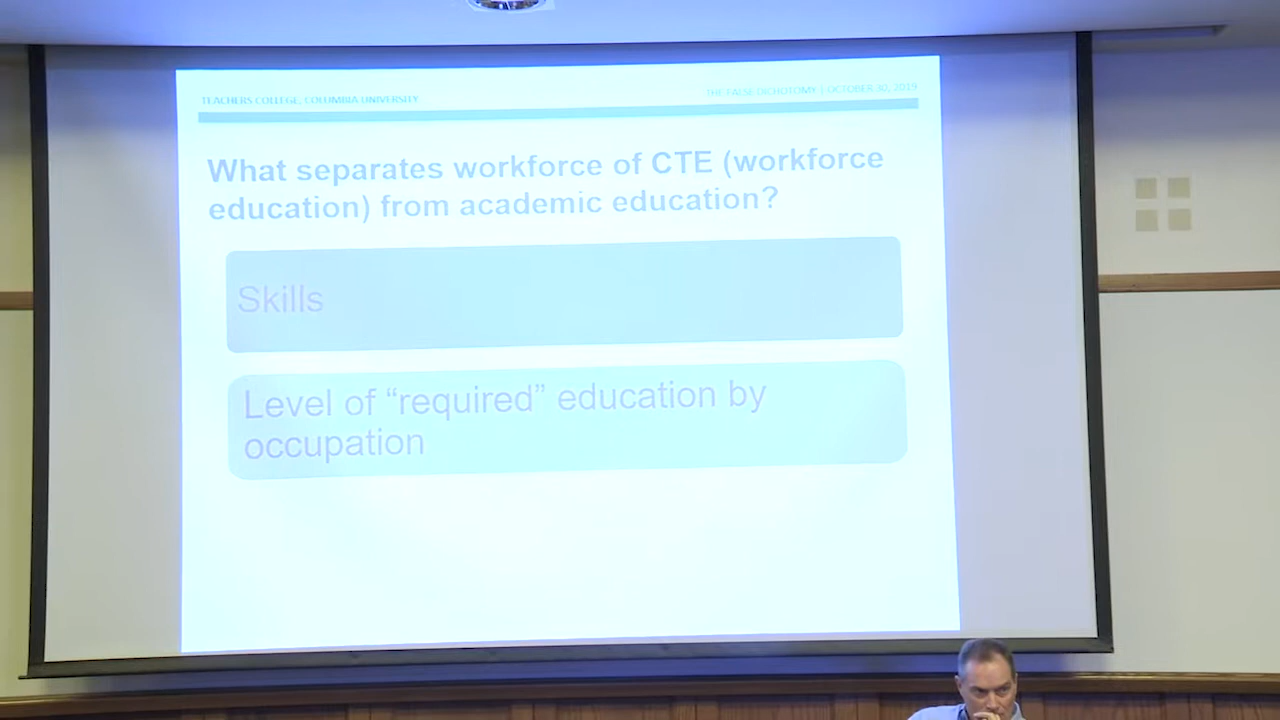 TEACHERS COLLEGE, COLUMBIA UNIVERSITY
THE FALSE DICHOTOMY | OCTOBER 30, 2019
What separates workforce of CTE (workforce
education) from academic education?
Skills
Level of “required” education by
occupation